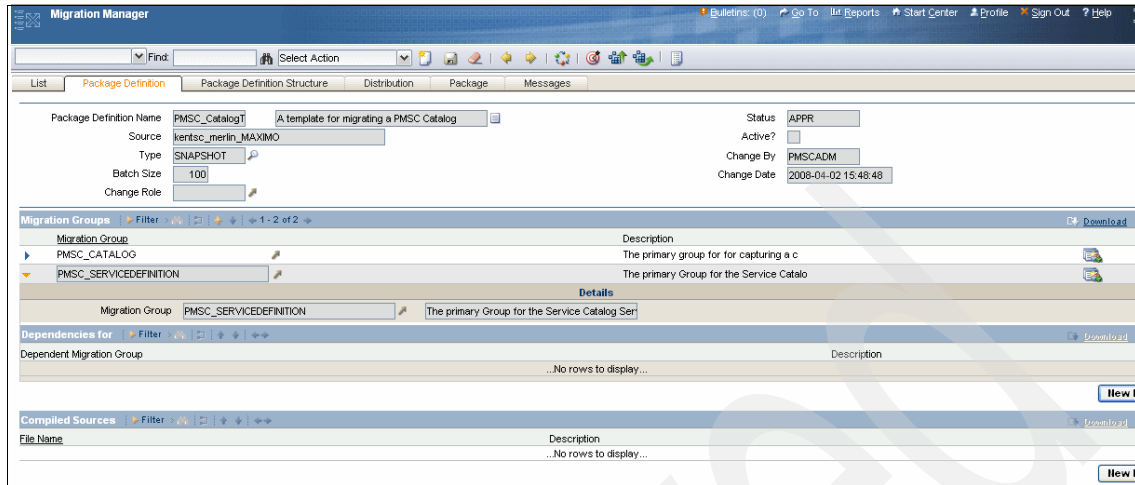 Migration Manager
Bulletins: (0) Go To Reports Start Center Profile Sign Out ? Help
Find: Select Action
List Package Definition Package Definition Structure Distribution Package Messages
Package Definition Name PMSC_CatalogT A template for migrating a PMSC Catalog Status APPR
Source kentsc_merlin_MAXIMO Active?
Type SNAPSHOT Change By PMSCADM
Batch Size 100 Change Date 2008-04-02 15:48:48
Change Role
Migration Groups Filter 1 - 2 of 2 Download
Migration Group Description
PMSC_CATALOG The primary group for for capturing a c
PMSC_SERVICEDEFINITION The primary Group for the Service Catalo
Details
Migration Group PMSC_SERVICEDEFINITION The primary Group for the Service Catalog Ser
Dependencies for Filter Download
Dependent Migration Group Description
...No rows to display...
New
Compiled Sources Filter Download
File Name Description
...No rows to display...
New